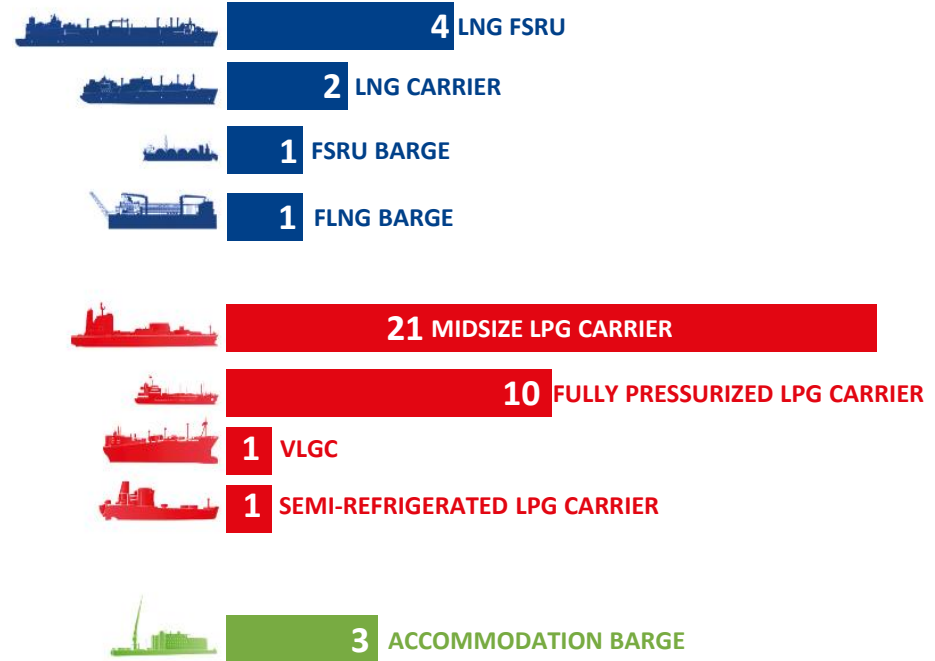 4 LNG FSRU
2 LNG CARRIER
1 FSRU BARGE
1 FLNG BARGE
21 MIDSIZE LPG CARRIER
10 FULLY PRESSURIZED LPG CARRIER
1 VLGC
1 SEMI-REFRIGERATED LPG CARRIER
3 ACCOMMODATION BARGE